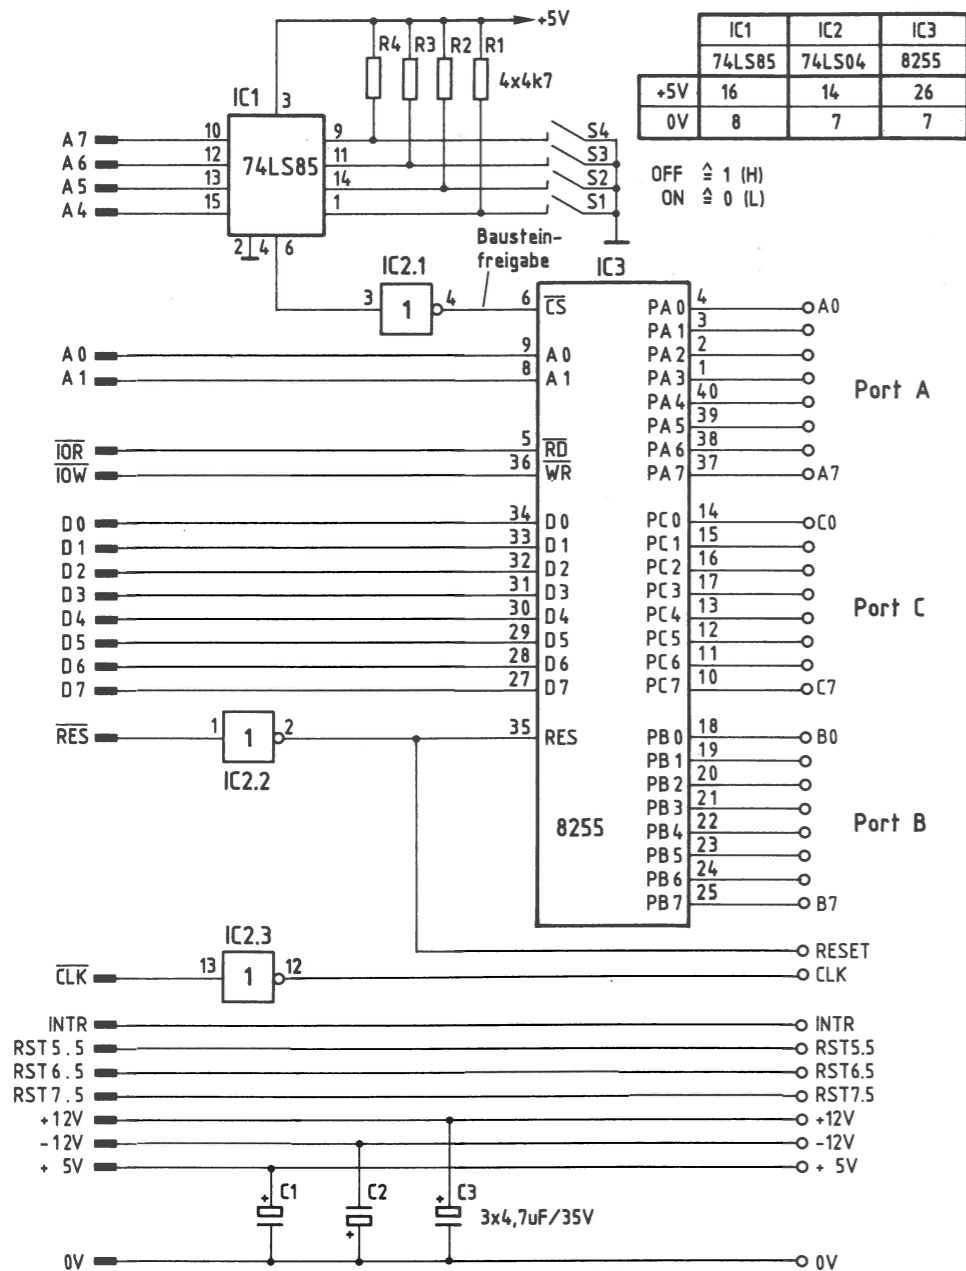 +5V
R4 R3 R2 R1
4x4k7
IC1 IC2 IC3
74LS85 74LS04 8255
+5V 16 14 26
0V 8 7 7
IC1
3
74LS85
A7 10 9 S4
A6 12 11 S3
A5 13 14 S2
A4 15 1 S1
2 4 6
OFF ≙ 1 (H)
ON ≙ 0 (L)
Baustein-
freigabe
IC2.1
3 1 4
IC3
6 C̅S̅ PA0 4 A0
PA1 3
9 A0 PA2 2
8 A1 PA3 1
PA4 40
PA5 39
5 R̅D̅ PA6 38
36 W̅R̅ PA7 37 A7
Port A
A0
A1
I̅O̅R̅
I̅O̅W̅
D0 34 D0 PC0 14 C0
D1 33 D1 PC1 15
D2 32 D2 PC2 16
D3 31 D3 PC3 17
D4 30 D4 PC4 13
D5 29 D5 PC5 12
D6 28 D6 PC6 11
D7 27 D7 PC7 10 C7
Port C
R̅E̅S̅ 1 1 2 35 RES PB0 18 B0
IC2.2
PB1 19
PB2 20
PB3 21
8255 PB4 22
PB5 23
PB6 24
PB7 25 B7
Port B
RESET
IC2.3
C̅L̅K̅ 13 1 12 CLK
INTR INTR
RST5.5 RST5.5
RST6.5 RST6.5
RST7.5 RST7.5
+12V +12V
-12V -12V
+ 5V + 5V
+ C1 C2 + + C3
3x4,7uF/35V
0V 0V